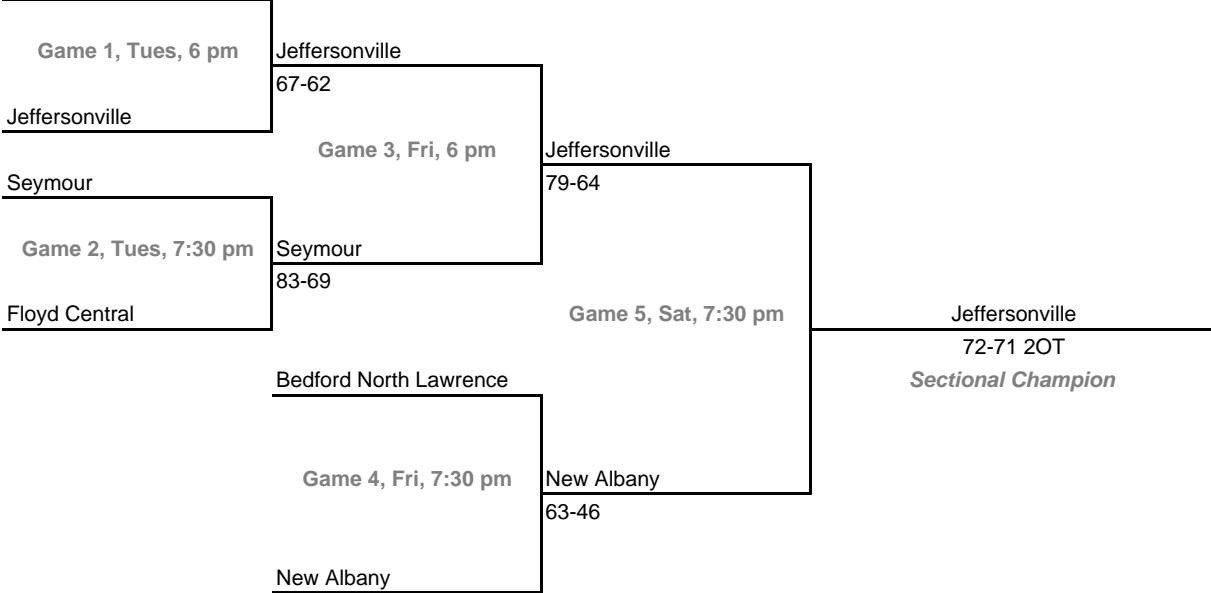 Game 1, Tues, 6 pm
Jeffersonville
67-62
Jeffersonville
Game 3, Fri, 6 pm
Jeffersonville
79-64
Seymour
Game 2, Tues, 7:30 pm
Seymour
83-69
Floyd Central
Game 5, Sat, 7:30 pm
Jeffersonville
72-71 2OT
Sectional Champion
Bedford North Lawrence
Game 4, Fri, 7:30 pm
New Albany
63-46
New Albany